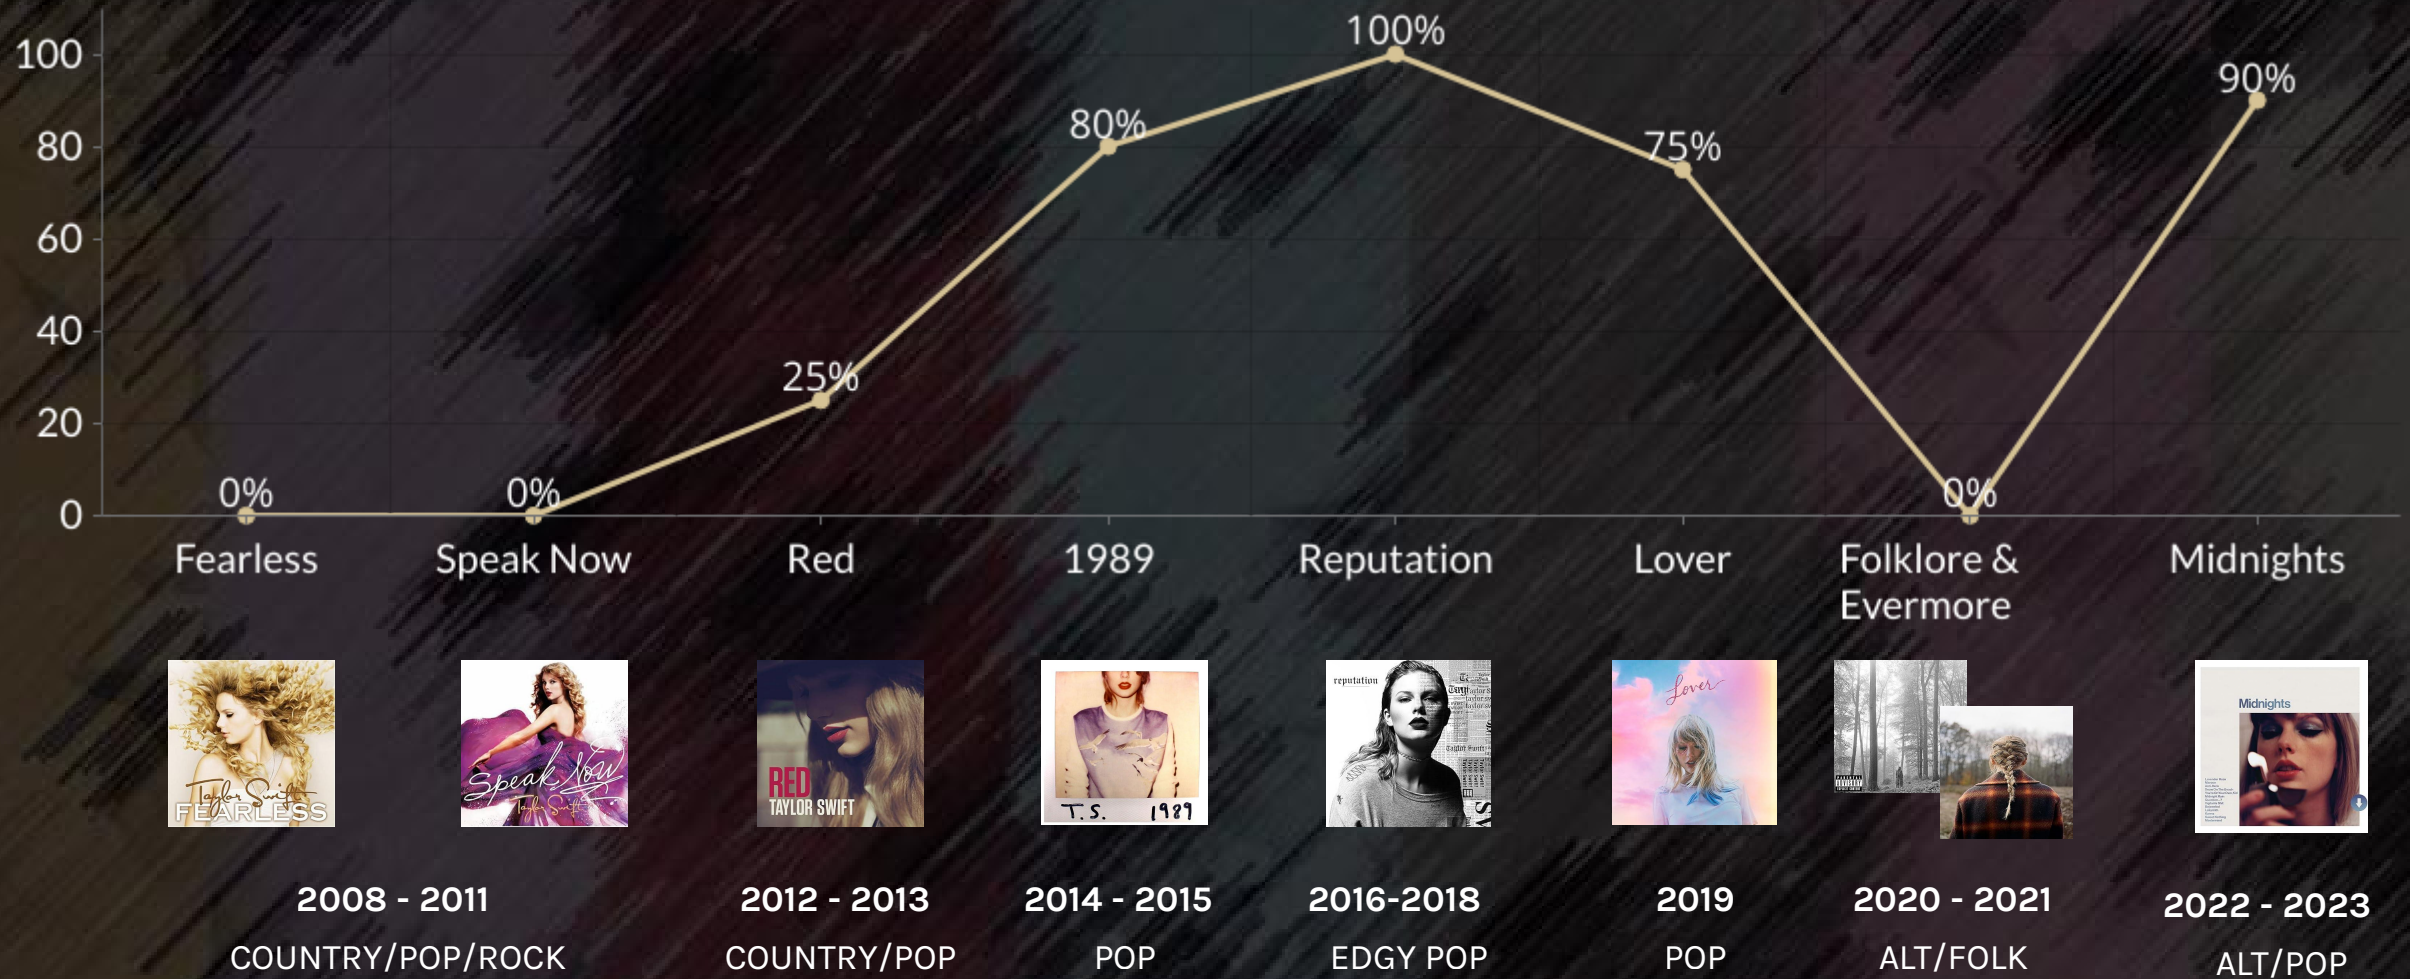 100%
100
90%
80%
80
75%
60
40
25%
20
0%
0%
0%
0
Fearless
Speak Now
Red
1989
Reputation
Lover
Folklore &
Evermore
Midnights
Taylor Swift
FEARLESS
Speak Now
Taylor Swift
RED
TAYLOR SWIFT
T.S. 1989
reputation
Taylor Swift
Lover
Midnights
2008 - 2011
2012 - 2013
2014 - 2015
2016-2018
2019
2020 - 2021
2022 - 2023
COUNTRY/POP/ROCK
COUNTRY/POP
POP
EDGY POP
POP
ALT/FOLK
ALT/POP